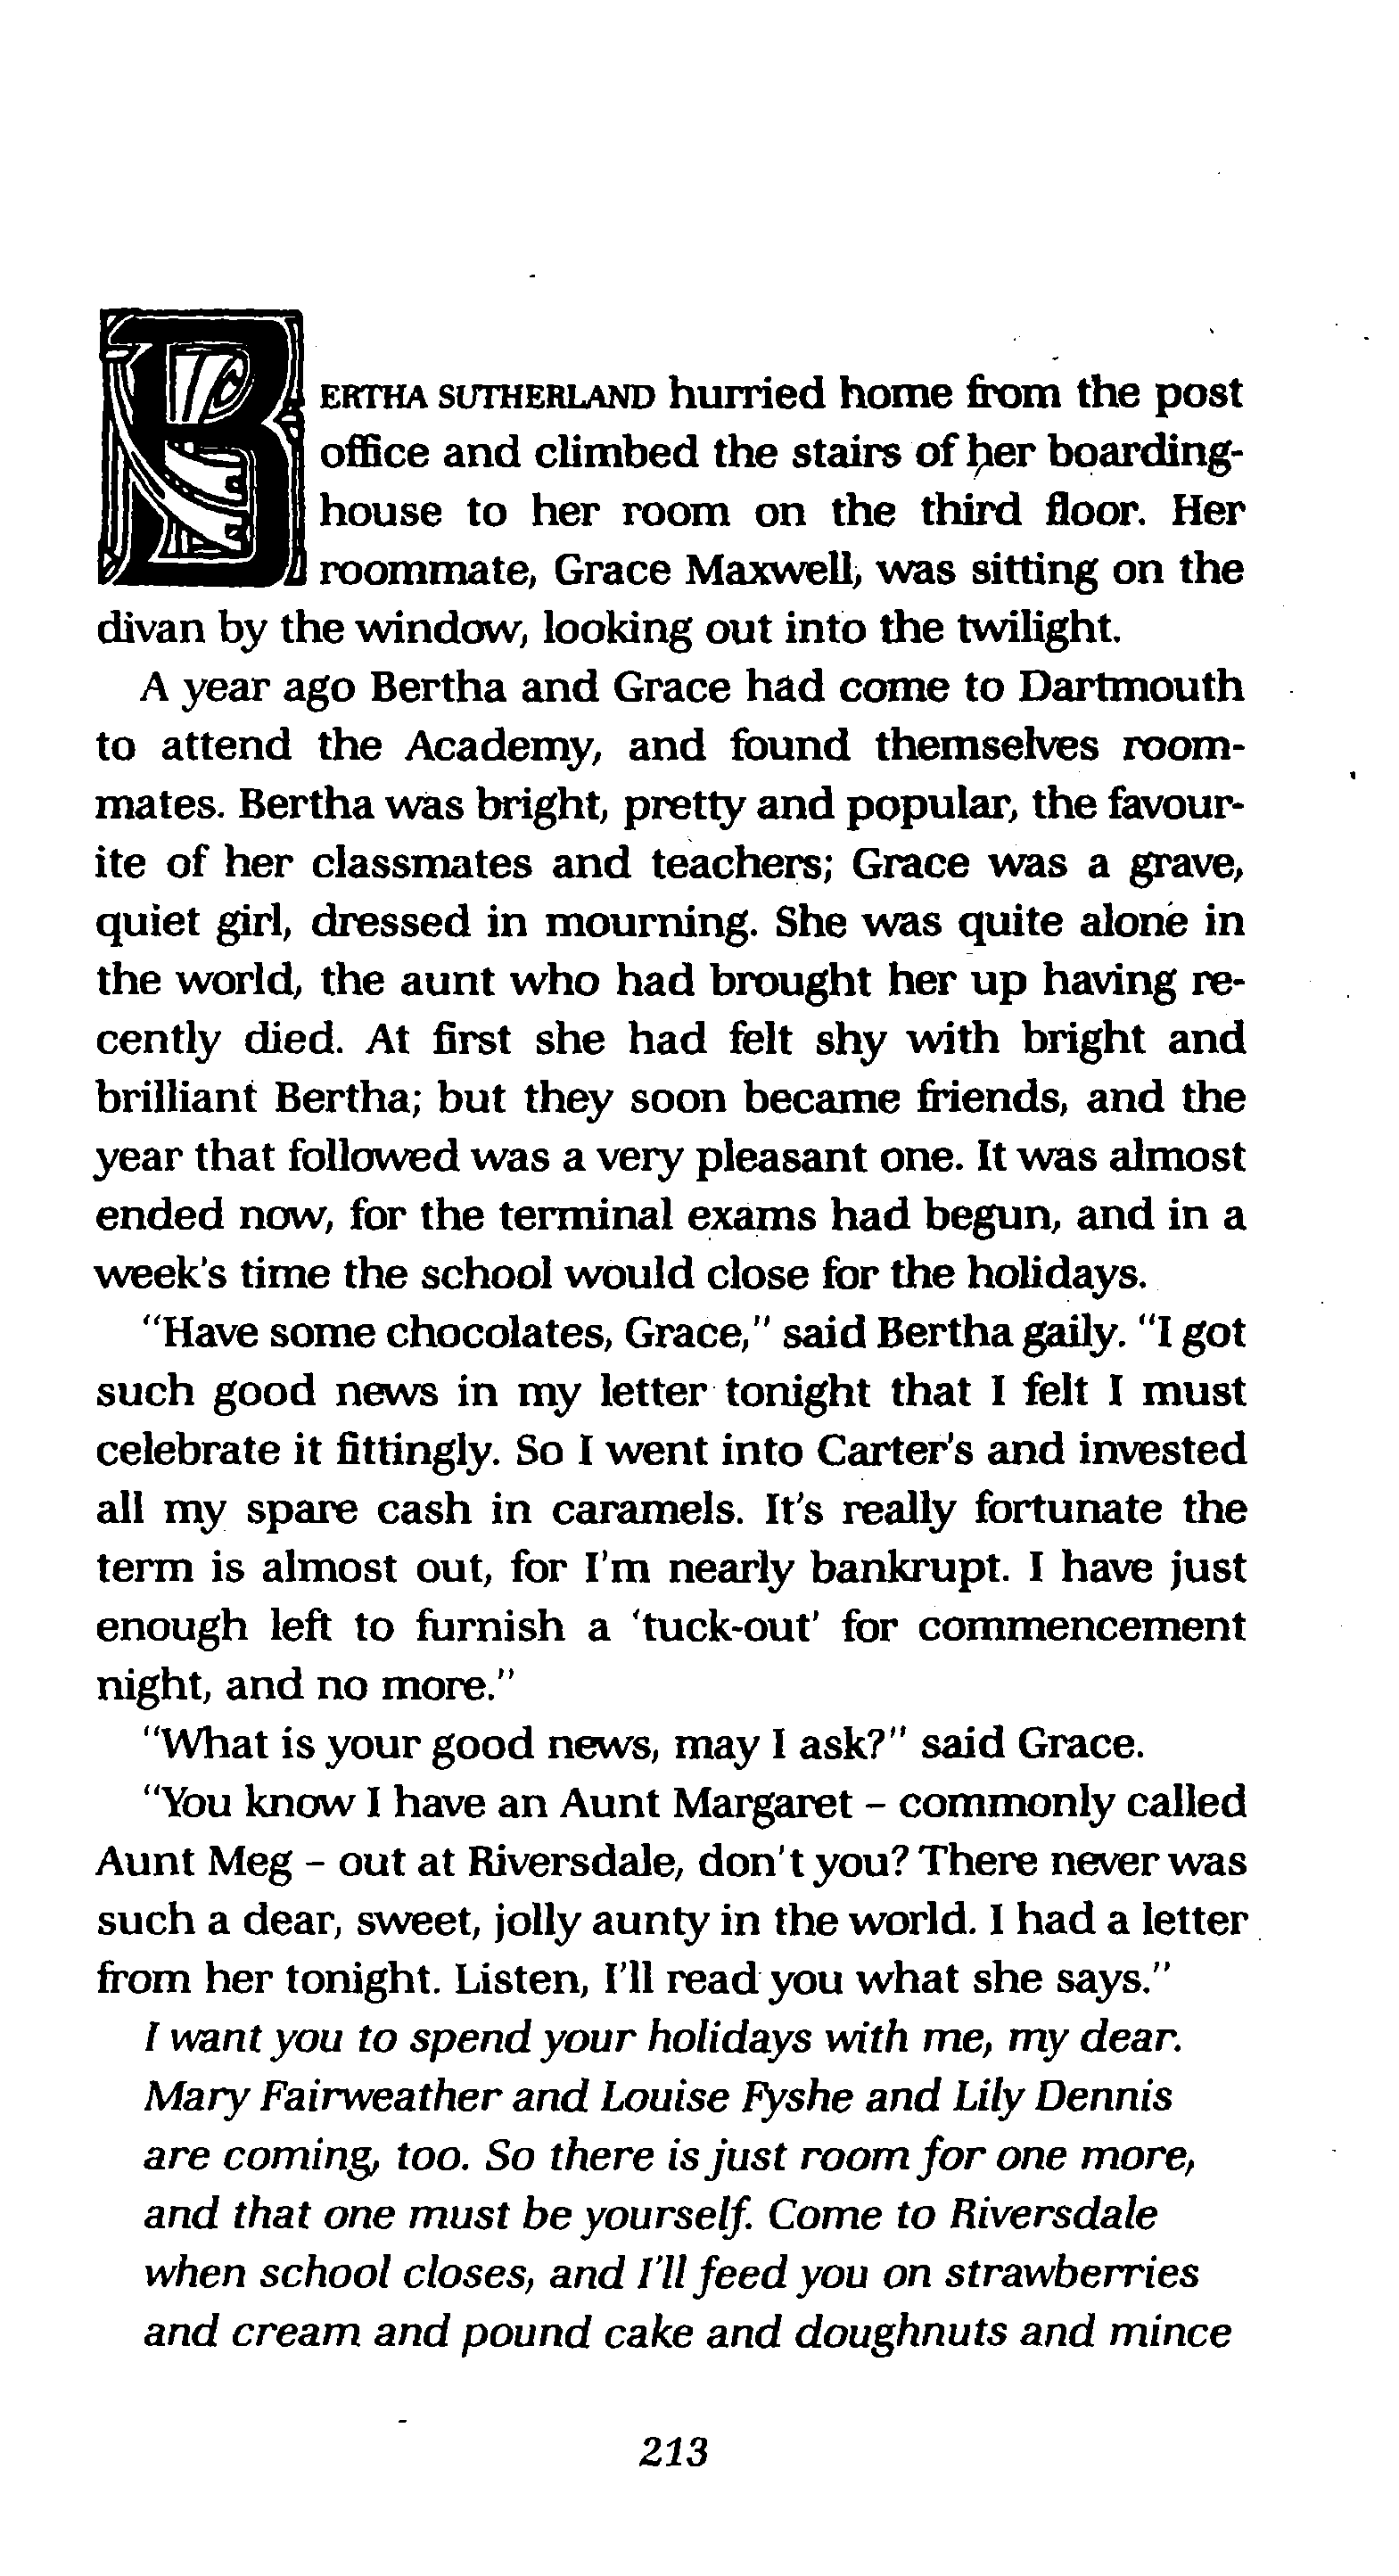 BERTHA SUTHERLAND hurried home from the post
office and climbed the stairs of her boarding-
house to her room on the third floor. Her
roommate, Grace Maxwell, was sitting on the
divan by the window, looking out into the twilight.
A year ago Bertha and Grace had come to Dartmouth
to attend the Academy, and found themselves room-
mates. Bertha was bright, pretty and popular, the favour-
ite of her classmates and teachers; Grace was a grave,
quiet girl, dressed in mourning. She was quite alone in
the world, the aunt who had brought her up having re-
cently died. At first she had felt shy with bright and
brilliant Bertha; but they soon became friends, and the
year that followed was a very pleasant one. It was almost
ended now, for the terminal exams had begun, and in a
week's time the school would close for the holidays.
"Have some chocolates, Grace," said Bertha gaily. "I got
such good news in my letter tonight that I felt I must
celebrate it fittingly. So I went into Carter's and invested
all my spare cash in caramels. It's really fortunate the
term is almost out, for I'm nearly bankrupt. I have just
enough left to furnish a 'tuck-out' for commencement
night, and no more."
"What is your good news, may I ask?" said Grace.
"You know I have an Aunt Margaret – commonly called
Aunt Meg – out at Riversdale, don't you? There never was
such a dear, sweet, jolly aunty in the world. I had a letter
from her tonight. Listen, I'll read you what she says."
I want you to spend your holidays with me, my dear.
Mary Fairweather and Louise Fyshe and Lily Dennis
are coming, too. So there is just room for one more,
and that one must be yourself. Come to Riversdale
when school closes, and I'll feed you on strawberries
and cream and pound cake and doughnuts and mince
213